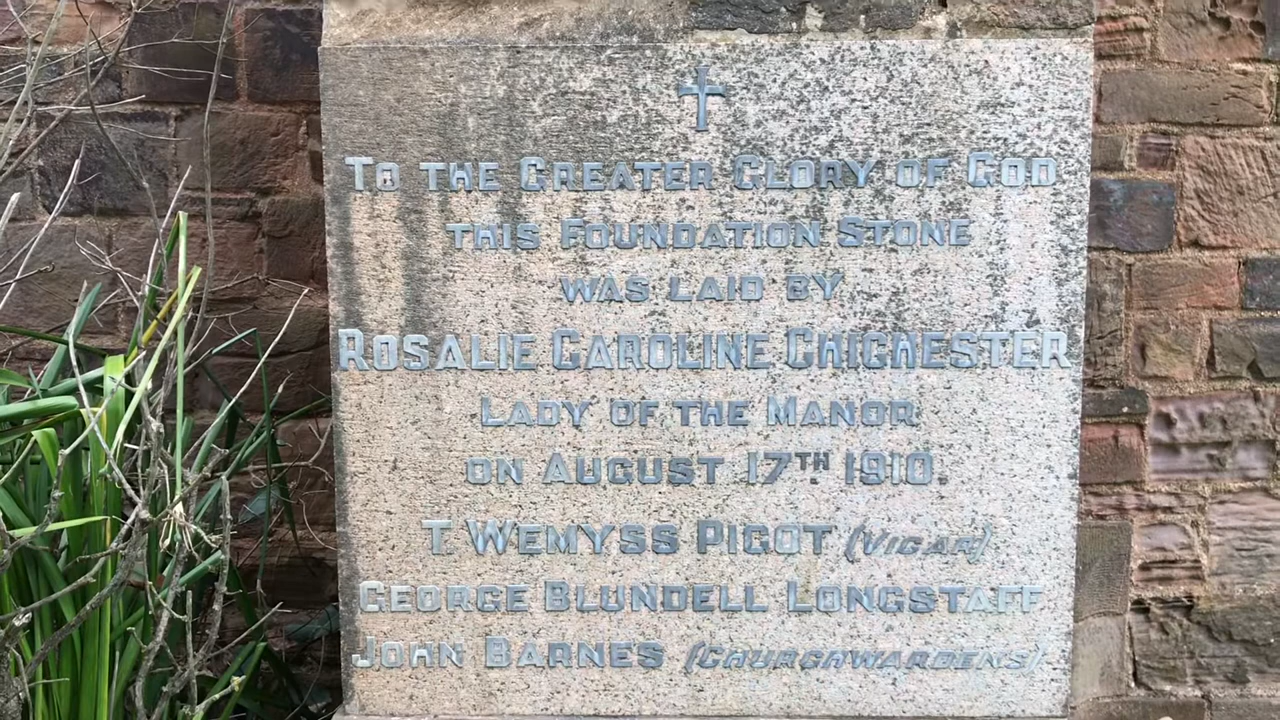 To the Greater Glory of God
this Foundation Stone
was laid by
Rosalie Caroline Chichester
Lady of the Manor
on August 17th. 1910.
T. Wemyss Pigot (Vicar)
George Blundell Longstaff
John Barnes (Churchwardens)